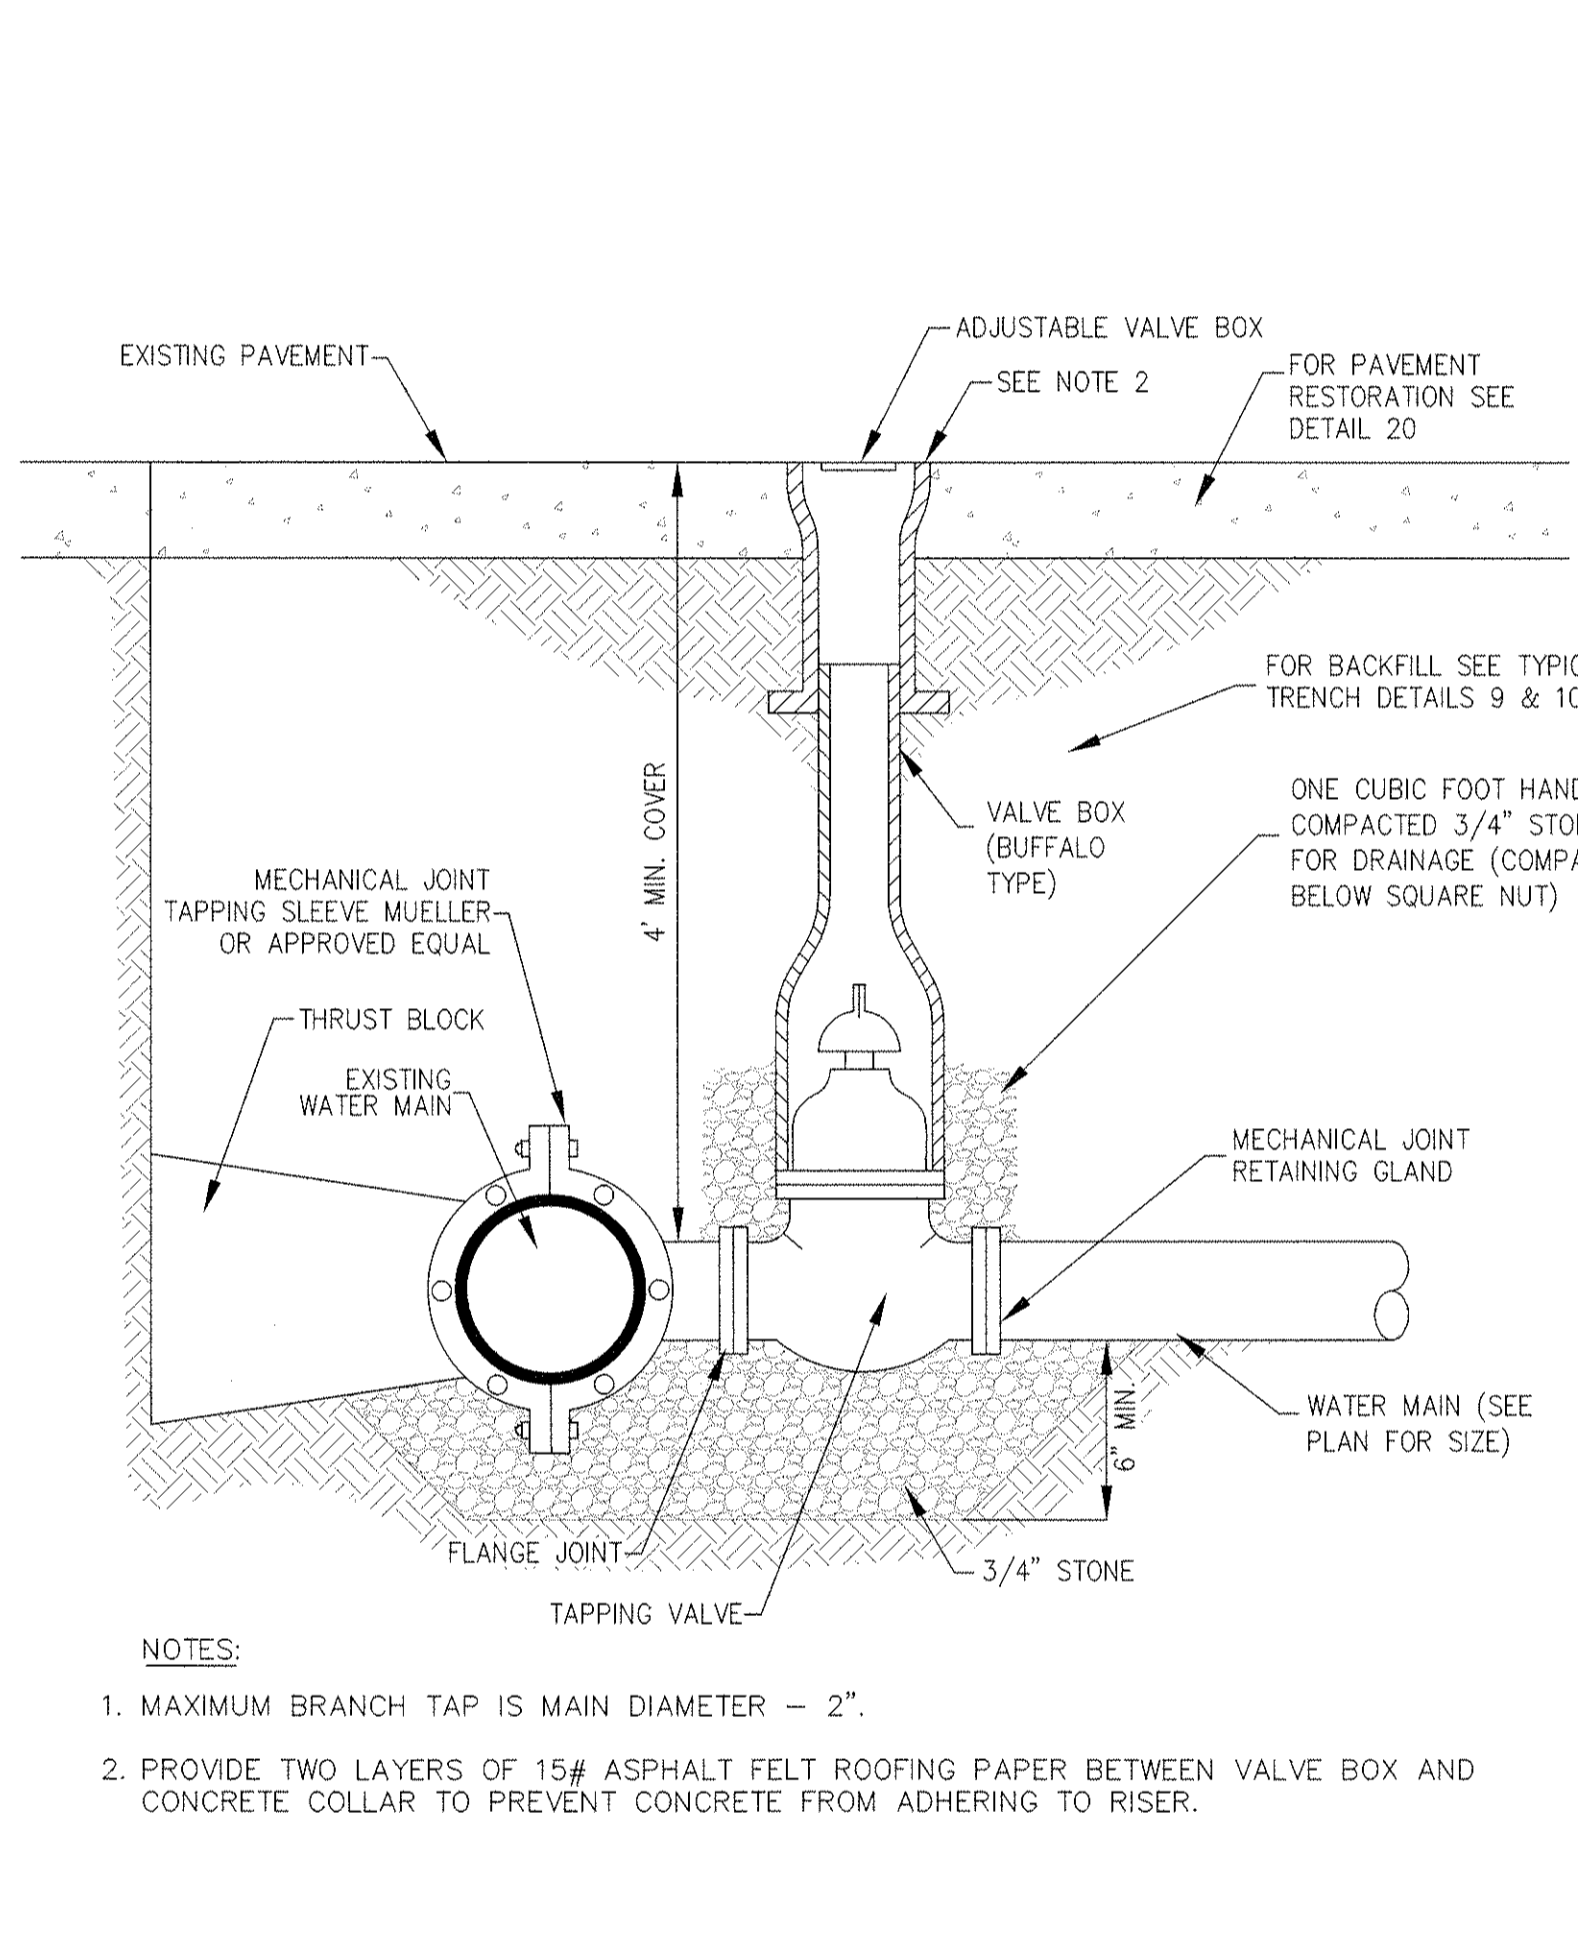 ADJUSTABLE VALVE BOX
EXISTING PAVEMENT
SEE NOTE 2
FOR PAVEMENT
RESTORATION SEE
DETAIL 20
FOR BACKFILL SEE
TRENCH DETAILS 9 &
4' MIN. COVER
VALVE BOX
(BUFFALO
TYPE)
ONE CUBIC FOOT
COMPACTED 3/4"
FOR DRAINAGE
BELOW SQUARE NUT)
MECHANICAL JOINT
TAPPING SLEEVE MUELLER
OR APPROVED EQUAL
THRUST BLOCK
EXISTING
WATER MAIN
MECHANICAL JOINT
RETAINING GLAND
6" MIN.
WATER MAIN (SEE
PLAN FOR SIZE)
FLANGE JOINT
3/4" STONE
TAPPING VALVE
NOTES:
1. MAXIMUM BRANCH TAP IS MAIN DIAMETER – 2".
2. PROVIDE TWO LAYERS OF 15# ASPHALT FELT ROOFING PAPER BETWEEN VALVE BOX AND
CONCRETE COLLAR TO PREVENT CONCRETE FROM ADHERING TO RISER.